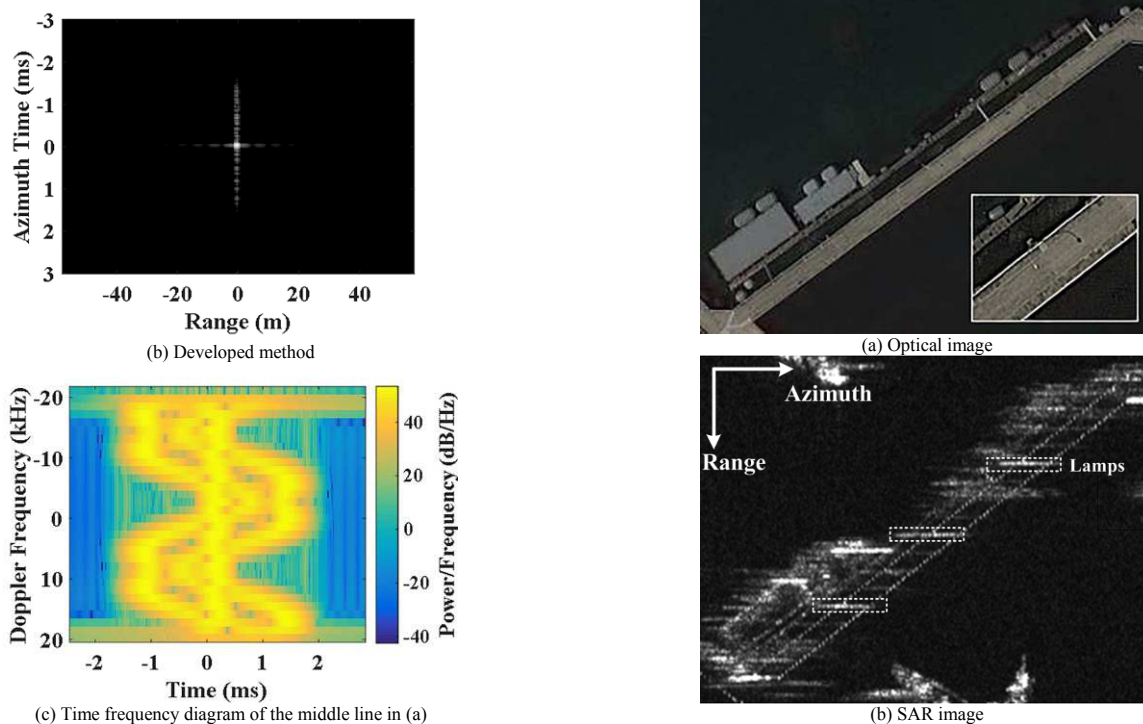 -3
-2
-1
0
1
2
3
Azimuth Time (ms)
-40 -20 0 20 40
Range (m)
(b) Developed method
-20
-10
0
10
20
Doppler Frequency (kHz)
-2 -1 0 1 2
Time (ms)
40
20
0
-20
-40
Power/Frequency (dB/Hz)
(c) Time frequency diagram of the middle line in (a)
(a) Optical image
Azimuth
Range
Lamps
(b) SAR image